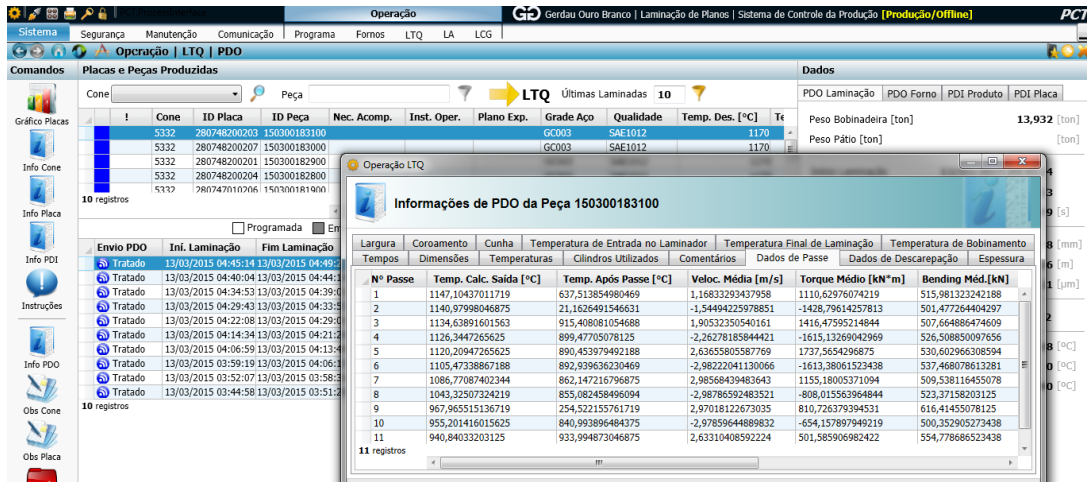 Operação
GG Gerdau Ouro Branco | Laminação de Planos | Sistema de Controle da Produção [Produção/Offline]
PCT
Sistema Segurança Manutenção Comunicação Programa Fornos LTQ LA LCG
Operação | LTQ | PDO
Comandos
Placas e Peças Produzidas
Dados
Cone Peça LTQ Últimas Laminadas 10
PDO Laminação PDO Forno PDI Produto PDI Placa
! Cone ID Placa ID Peça Nec. Acomp. Inst. Oper. Plano Exp. Grade Aço Qualidade Temp. Des. [°C]
Peso Bobinadeira [ton] 13,932 [ton]
Peso Pátio [ton] [ton]
5332 280748200203 150300183100 GC003 SAE1012 1170
5332 280748200207 150300183000 GC003 SAE1012 1170
5332 280748200201 150300182900
5332 280748200204 150300182800
5332 280747010206 150300181900
10 registros
Programada
Gráfico Placas
Info Cone
Info Placa
Info PDI
Instruções
Info PDO
Obs Cone
Obs Placa
Envio PDO Iní. Laminação Fim Laminação
Tratado 13/03/2015 04:45:14 13/03/2015 04:49:2
Tratado 13/03/2015 04:40:04 13/03/2015 04:44:1
Tratado 13/03/2015 04:34:53 13/03/2015 04:39:0
Tratado 13/03/2015 04:29:43 13/03/2015 04:33:5
Tratado 13/03/2015 04:22:08 13/03/2015 04:29:0
Tratado 13/03/2015 04:14:34 13/03/2015 04:21:2
Tratado 13/03/2015 04:06:59 13/03/2015 04:13:4
Tratado 13/03/2015 03:59:19 13/03/2015 04:06:1
Tratado 13/03/2015 03:52:07 13/03/2015 03:58:3
Tratado 13/03/2015 03:44:58 13/03/2015 03:51:2
10 registros
Operação LTQ
Informações de PDO da Peça 150300183100
Largura Coroamento Cunha Temperatura de Entrada no Laminador Temperatura Final de Laminação Temperatura de Bobinamento
Tempos Dimensões Temperaturas Cilindros Utilizados Comentários Dados de Passe Dados de Descarepação Espessura
Nº Passe Temp. Calc. Saída [°C] Temp. Após Passe [°C] Veloc. Média [m/s] Torque Médio [kN*m] Bending Méd.[kN]
1 1147,10437011719 637,513854980469 1,16833293437958 1110,62976074219 515,981323242188
2 1140,97998046875 21,1626491546631 -1,54494225978851 -1428,79614257813 501,477264404297
3 1134,63891601563 915,408081054688 1,90532350540161 1416,47595214844 507,664886474609
4 1126,3447265625 899,47705078125 -2,26278185844421 -1615,13269042969 526,508850097656
5 1120,20947265625 890,453979492188 2,63655805587769 1737,5654296875 530,602966308594
6 1105,47338867188 892,939636230469 -2,98222041130066 -1613,38061523438 537,468078613281
7 1086,77087402344 862,147216796875 2,98568439483643 1155,18005371094 509,538116455078
8 1043,32507324219 855,082458496094 -2,98786592483521 -808,015563964844 523,37158203125
9 967,965515136719 254,522155761719 2,97018122673035 810,726379394531 616,41455078125
10 955,201416015625 840,993896484375 -2,97859644889832 -654,157897949219 500,352905273438
11 940,84033203125 933,994873046875 2,63310408592224 501,585906982422 554,778686523438
11 registros
[s]
[mm]
[m]
[µm]
[°C]
[°C]
[°C]